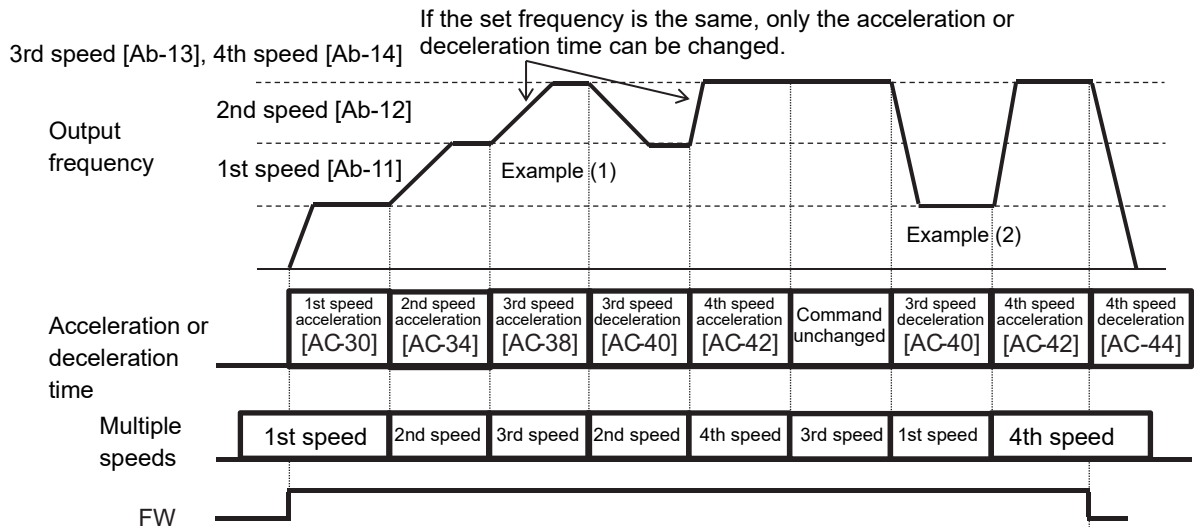 If the set frequency is the same, only the acceleration or
deceleration time can be changed.
3rd speed [Ab-13], 4th speed [Ab-14]
2nd speed [Ab-12]
Output
frequency
1st speed [Ab-11]
Example (1)
Example (2)
Acceleration or
deceleration
time
1st speed
acceleration
[AC-30]
2nd speed
acceleration
[AC-34]
3rd speed
acceleration
[AC-38]
3rd speed
deceleration
[AC-40]
4th speed
acceleration
[AC-42]
Command
unchanged
3rd speed
deceleration
[AC-40]
4th speed
acceleration
[AC-42]
4th speed
deceleration
[AC-44]
Multiple
speeds
1st speed
2nd speed
3rd speed
2nd speed
4th speed
3rd speed
1st speed
4th speed
FW